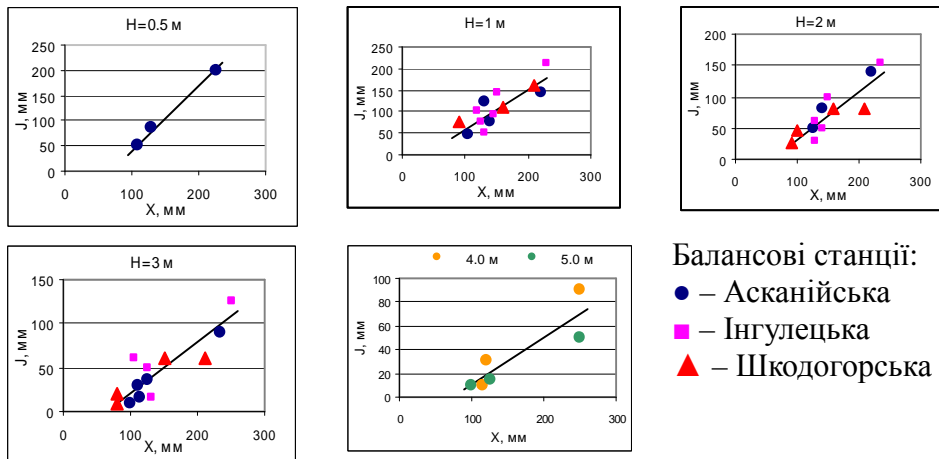 H=0.5 м
250
200
150
100
50
0
J, мм
0 100 200 300
X, мм
H=1 м
250
200
150
100
50
0
J, мм
0 100 200 300
X, мм
H=2 м
200
150
100
50
0
J, мм
0 100 200 300
X, мм
H=3 м
150
100
50
0
J, мм
0 100 200 300
X, мм
4.0 м 5.0 м
100
80
60
40
20
0
J, мм
0 100 200 300
X, мм
Балансові станції:
– Асканійська
– Інгулецька
– Шкодогорська